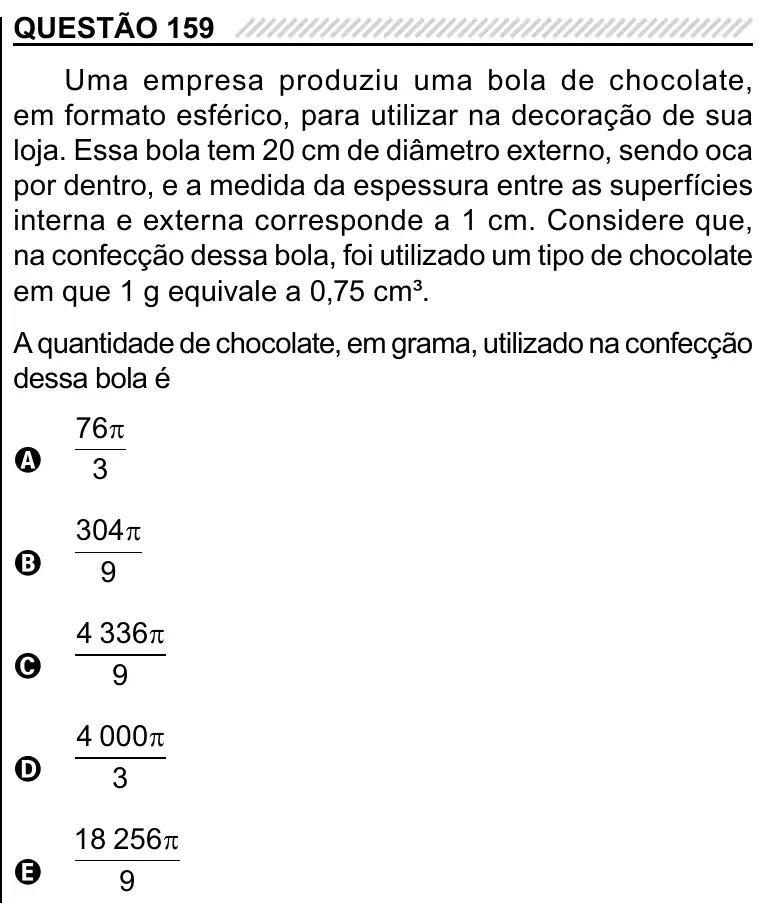 QUESTÃO 159
Uma empresa produziu uma bola de chocolate,
em formato esférico, para utilizar na decoração de sua
loja. Essa bola tem 20 cm de diâmetro externo, sendo oca
por dentro, e a medida da espessura entre as superfícies
interna e externa corresponde a 1 cm. Considere que,
na confecção dessa bola, foi utilizado um tipo de chocolate
em que 1 g equivale a 0,75 cm³.
A quantidade de chocolate, em grama, utilizado na confecção
dessa bola é
A 76π
3
B 304π
9
C 4 336π
9
D 4 000π
3
E 18 256π
9